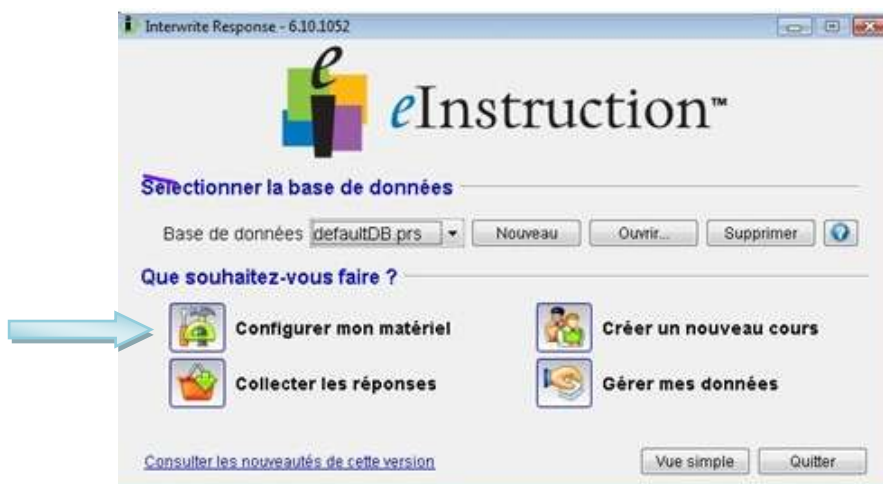 Interwrite Response - 6.10.1052
eInstruction™
Sélectionner la base de données
Base de données defaultDB.prs Nouveau Ouvrir... Supprimer
Que souhaitez-vous faire ?
Configurer mon matériel Créer un nouveau cours
Collecter les réponses Gérer mes données
Consulter les nouveautés de cette version Vue simple Quitter